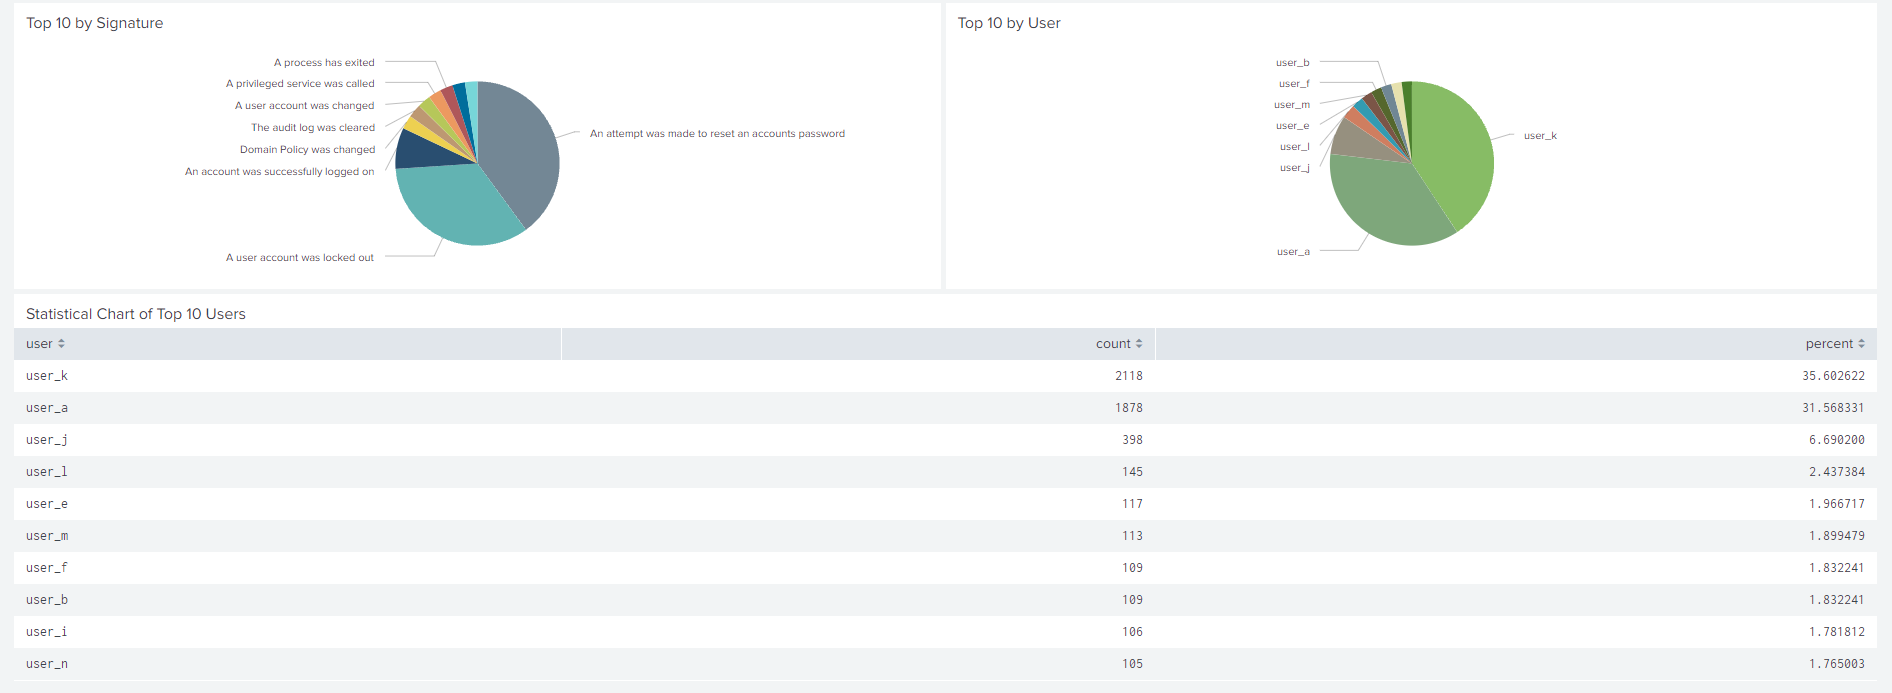 Top 10 by Signature
A process has exited
A privileged service was called
A user account was changed
The audit log was cleared
Domain Policy was changed
An account was successfully logged on
A user account was locked out
An attempt was made to reset an accounts password
Top 10 by User
user_b
user_f
user_m
user_e
user_l
user_j
user_a
user_k
Statistical Chart of Top 10 Users
user count percent
user_k 2118 35.602622
user_a 1878 31.568331
user_j 398 6.690200
user_l 145 2.437384
user_e 117 1.966717
user_m 113 1.899479
user_f 109 1.832241
user_b 109 1.832241
user_i 106 1.781812
user_n 105 1.765003